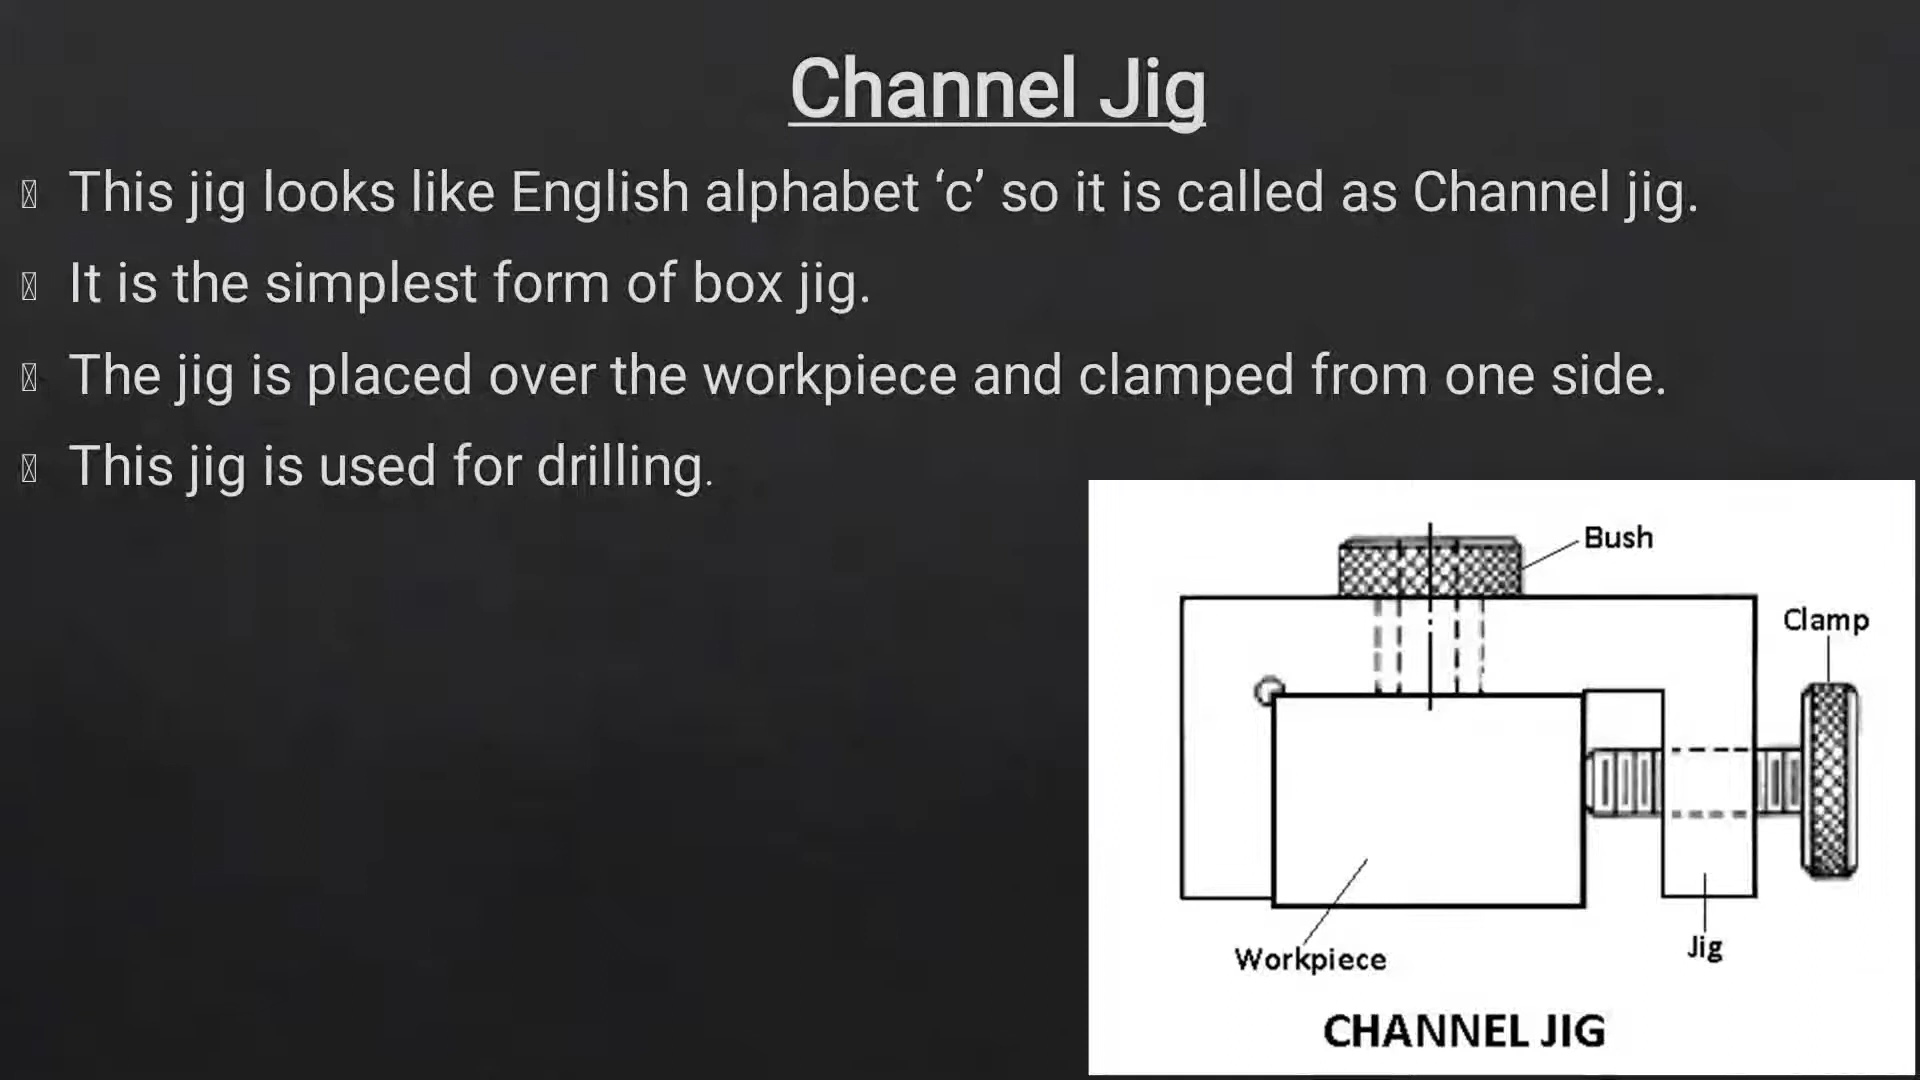 Channel Jig
This jig looks like English alphabet ‘c’ so it is called as Channel jig.
It is the simplest form of box jig.
The jig is placed over the workpiece and clamped from one side.
This jig is used for drilling.
Bush
Clamp
Workpiece
Jig
CHANNEL JIG